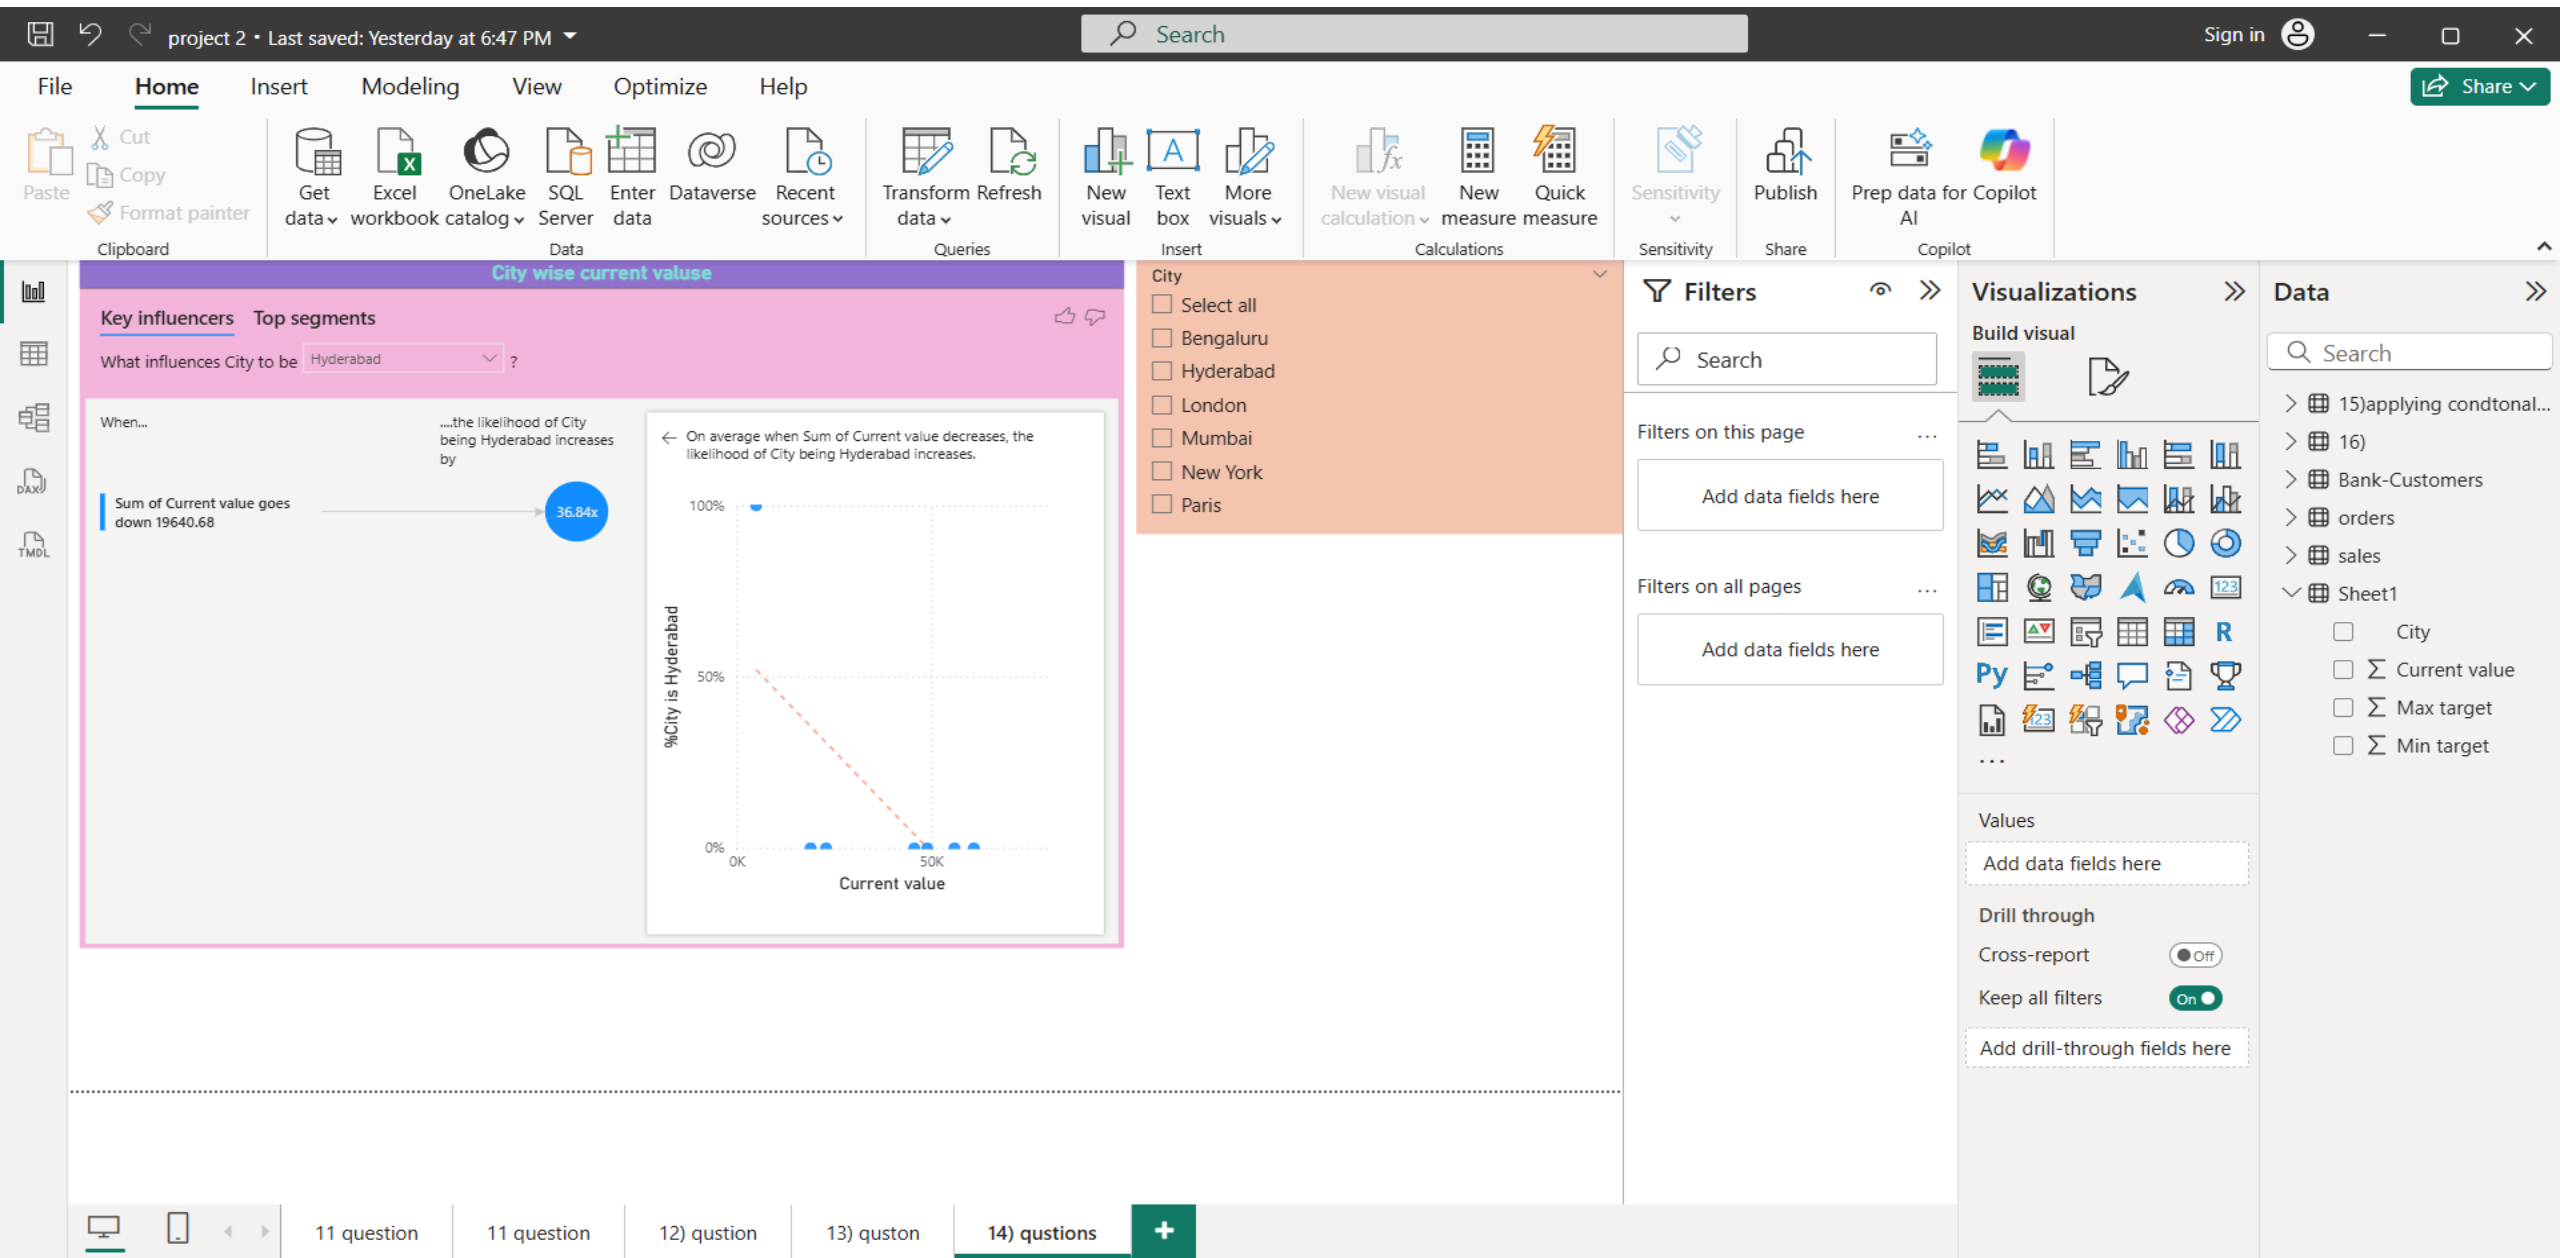 project 2 • Last saved: Yesterday at 6:47 PM
Search
Sign in
File
Home
Insert
Modeling
View
Optimize
Help
Share
Paste
Cut
Copy
Format painter
Clipboard
Get data
Excel workbook
OneLake catalog
SQL Server
Enter data
Dataverse
Recent sources
Data
Transform data
Refresh
Queries
New visual
Text box
More visuals
Insert
New visual calculation
New measure
Quick measure
Calculations
Sensitivity
Sensitivity
Publish
Share
Prep data for AI
Copilot
Copilot
DAX
TMDL
City wise current valuse
Key influencers
Top segments
What influences City to be
Hyderabad
?
When...
....the likelihood of City
being Hyderabad increases
by
Sum of Current value goes
down 19640.68
36.84x
On average when Sum of Current value decreases, the
likelihood of City being Hyderabad increases.
100%
50%
0%
%City is Hyderabad
0K
50K
Current value
City
Select all
Bengaluru
Hyderabad
London
Mumbai
New York
Paris
Filters
Search
Filters on this page
...
Add data fields here
Filters on all pages
...
Add data fields here
Visualizations
Build visual
123
R
Py
123
...
Values
Add data fields here
Drill through
Cross-report
Off
Keep all filters
On
Add drill-through fields here
Data
Search
15)applying condtonal...
16)
Bank-Customers
orders
sales
Sheet1
City
Current value
Max target
Min target
11 question
11 question
12) qustion
13) quston
14) qustions
+